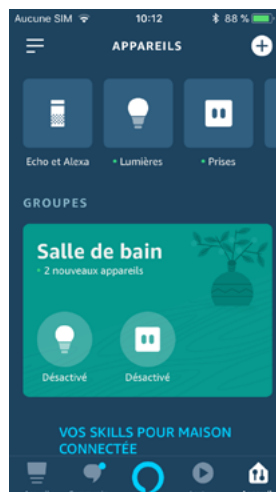 Aucune SIM 10:12 88 %
APPAREILS
Echo et Alexa • Lumières • Prises
GROUPES
Salle de bain
• 2 nouveaux appareils
Désactivé Désactivé
VOS SKILLS POUR MAISON
CONNECTÉE